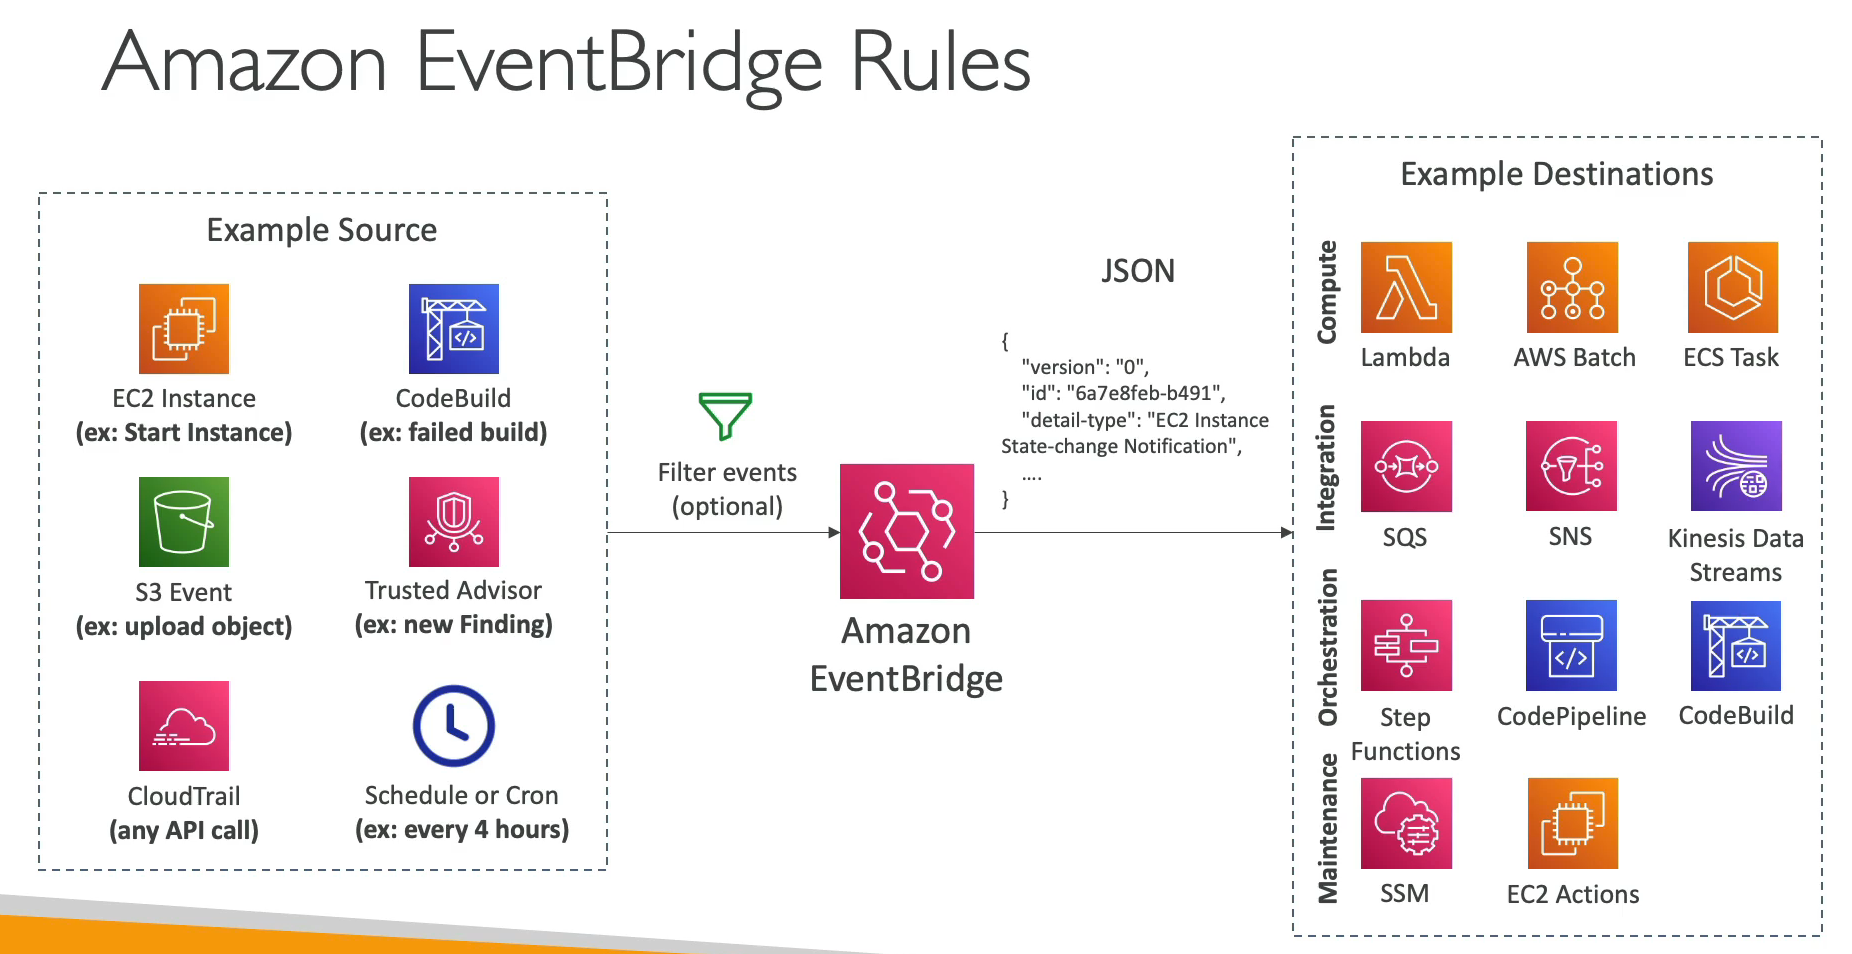 Amazon EventBridge Rules
Example Source
EC2 Instance
(ex: Start Instance)
CodeBuild
(ex: failed build)
S3 Event
(ex: upload object)
Trusted Advisor
(ex: new Finding)
CloudTrail
(any API call)
Schedule or Cron
(ex: every 4 hours)
Filter events
(optional)
Amazon
EventBridge
JSON
{
"version": "0",
"id": "6a7e8feb-b491",
"detail-type": "EC2 Instance
State-change Notification",
....
}
Example Destinations
Compute
Lambda
AWS Batch
ECS Task
Integration
SQS
SNS
Kinesis Data
Streams
Orchestration
Step
Functions
CodePipeline
CodeBuild
Maintenance
SSM
EC2 Actions